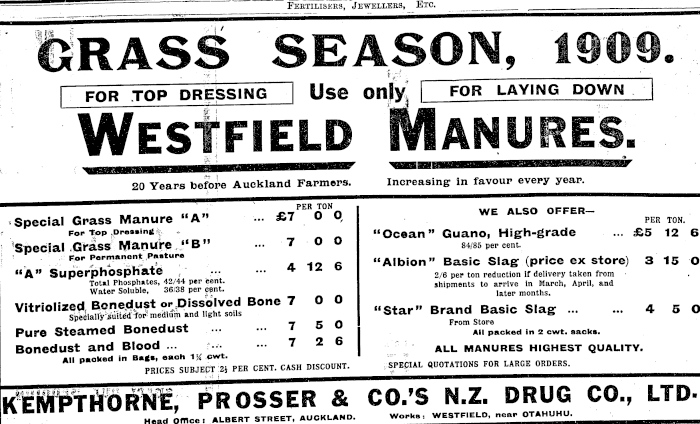 FERTILISERS, JEWELLERS, ETC.
GRASS SEASON, 1909.
FOR TOP DRESSING Use only FOR LAYING DOWN
WESTFIELD MANURES.
20 Years before Auckland Farmers. Increasing in favour every year.
PER TON
Special Grass Manure "A" ... £7 0 0
For Top Dressing
Special Grass Manure "B" 7 0 0
For Permanent Pasture
"A" Superphosphate ... ... 4 12 6
Total Phosphates, 42/44 per cent.
Water Soluble, 36/38 per cent.
Vitriolized Bonedust or Dissolved Bone 7 0 0
Specially suited for medium and light soils
Pure Steamed Bonedust ... ... 7 5 0
Bonedust and Blood ... ... ... 7 2 6
All packed in Bags, each 1¼ cwt.
PRICES SUBJECT 2½ PER CENT. CASH DISCOUNT.
WE ALSO OFFER—
PER TON.
"Ocean" Guano, High-grade ... £5 12 6
84/85 per cent.
"Albion" Basic Slag (price ex store) 3 15 0
2/6 per ton reduction if delivery taken from
shipments to arrive in March, April, and
later months.
"Star" Brand Basic Slag ... ... 4 5 0
From Store
All packed in 2 cwt. sacks.
ALL MANURES HIGHEST QUALITY.
SPECIAL QUOTATIONS FOR LARGE ORDERS.
KEMPTHORNE, PROSSER & CO.'S N.Z. DRUG CO., LTD.
Head Office: ALBERT STREET, AUCKLAND. Works: WESTFIELD, near OTAHUHU.